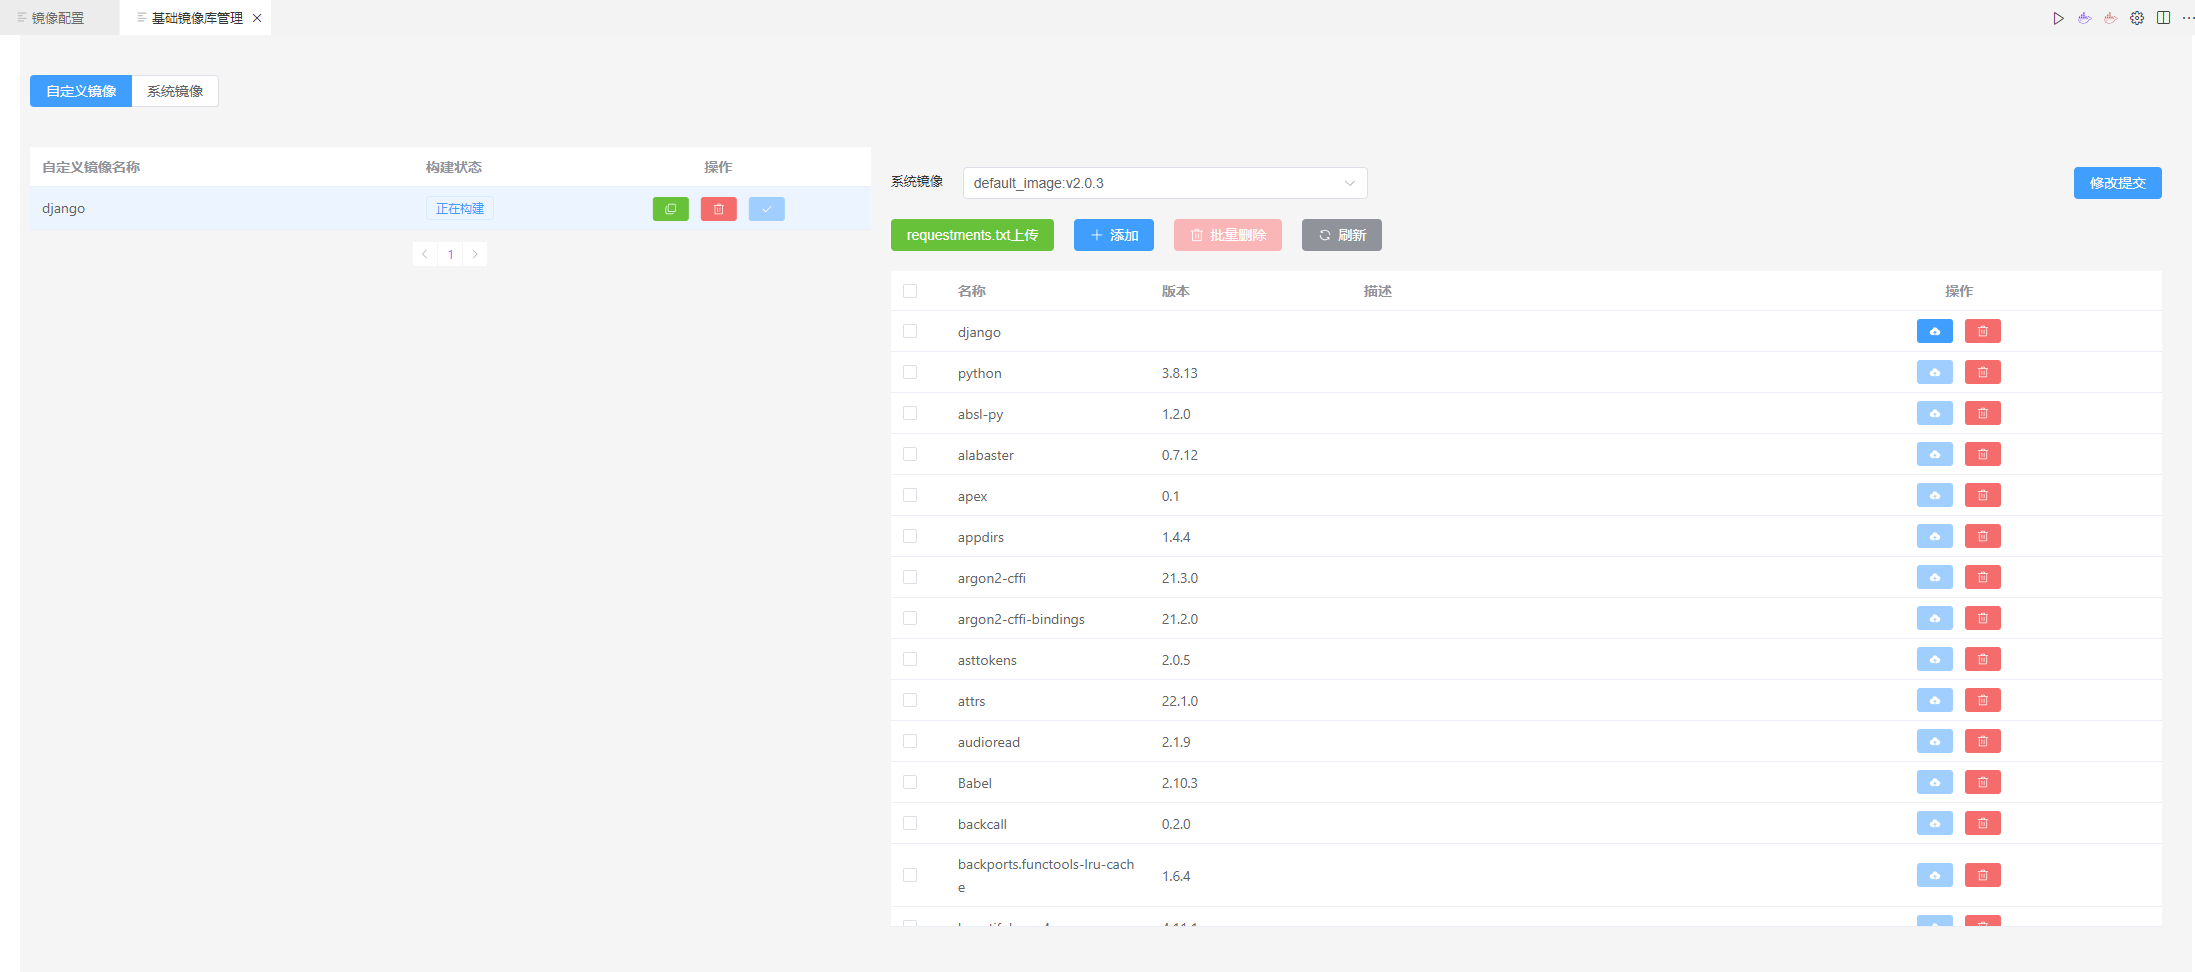 镜像配置
基础镜像库管理
自定义镜像
系统镜像
自定义镜像名称 构建状态 操作
django 正在构建
1
系统镜像 default_image:v2.0.3 修改提交
requestments.txt上传 添加 批量删除 刷新
名称 版本 描述 操作
django
python 3.8.13
absl-py 1.2.0
alabaster 0.7.12
apex 0.1
appdirs 1.4.4
argon2-cffi 21.3.0
argon2-cffi-bindings 21.2.0
asttokens 2.0.5
attrs 22.1.0
audioread 2.1.9
Babel 2.10.3
backcall 0.2.0
backports.functools-lru-cach
e
1.6.4